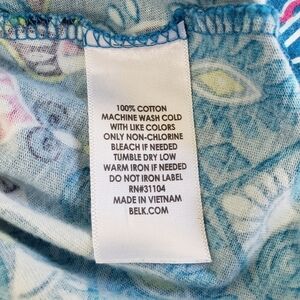 100% COTTON
MACHINE WASH COLD
WITH LIKE COLORS
ONLY NON-CHLORINE
BLEACH IF NEEDED
TUMBLE DRY LOW
WARM IRON IF NEEDED
DO NOT IRON LABEL
RN#31104
MADE IN VIETNAM
BELK.COM